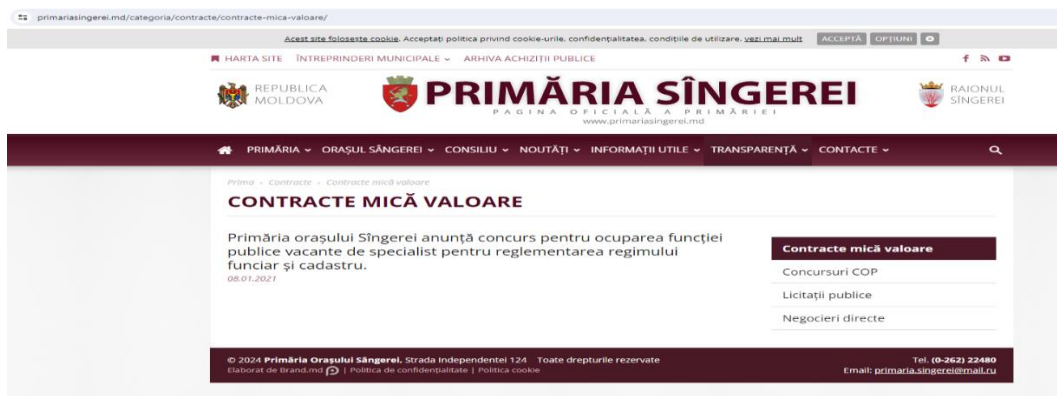 primariasingerei.md/categoria/contracte/contracte-mica-valoare/
Acest site folosește cookie. Acceptați politica privind cookie-urile, confidențialitatea, condițiile de utilizare. vezi mai mult ACCEPTĂ OPȚIUNI
HARTA SITE ÎNTREPRINDERI MUNICIPALE ARHIVA ACHIZIȚII PUBLICE
REPUBLICA
MOLDOVA
PRIMĂRIA SÎNGEREI
PAGINA OFICIALĂ A PRIMĂRIEI
www.primariasingerei.md
RAIONUL
SÎNGEREI
PRIMĂRIA ORAȘUL SÂNGEREI CONSILIU NOUTĂȚI INFORMAȚII UTILE TRANSPARENȚĂ CONTACTE
Prima - Contracte - Contracte mică valoare
CONTRACTE MICĂ VALOARE
Primăria orașului Sîngerei anunță concurs pentru ocuparea funcției
publice vacante de specialist pentru reglementarea regimului
funciar și cadastru.
08.01.2021
Contracte mică valoare
Concursuri COP
Licitații publice
Negocieri directe
© 2024 Primăria Orașului Sângerei, Strada Independentei 124 Toate drepturile rezervate
Elaborat de Brand.md | Politica de confidențialitate | Politica cookie
Tel. (0-262) 22480
Email: primaria.singerei@mail.ru